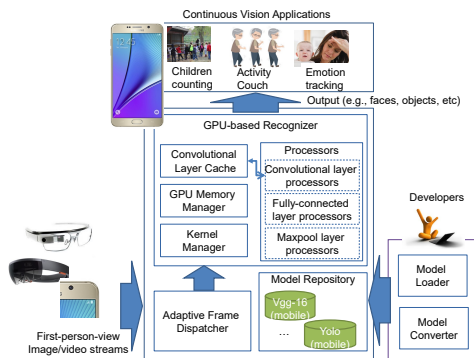 Continuous Vision Applications
Children
counting
Activity
Couch
Emotion
tracking
Output (e.g., faces, objects, etc)
GPU-based Recognizer
Convolutional
Layer Cache
GPU Memory
Manager
Kernel
Manager
Processors
Convolutional layer
processors
Fully-connected
layer processors
Maxpool layer
processors
Developers
Model
Loader
Model
Converter
First-person-view
Image/video streams
Adaptive Frame
Dispatcher
Model Repository
Vgg-16
(mobile)
...
Yolo
(mobile)